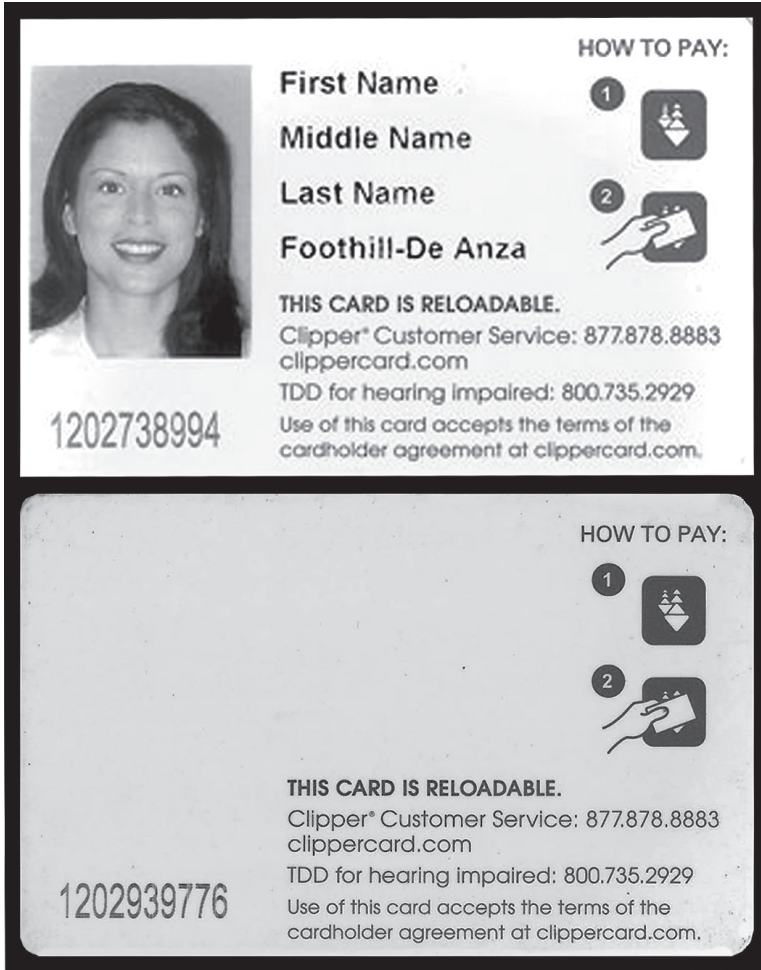 HOW TO PAY:
1
First Name
Middle Name
Last Name
2
Foothill-De Anza
THIS CARD IS RELOADABLE.
Clipper® Customer Service: 877.878.8883
clippercard.com
TDD for hearing impaired: 800.735.2929
1202738994
Use of this card accepts the terms of the
cardholder agreement at clippercard.com.
HOW TO PAY:
1
2
THIS CARD IS RELOADABLE.
Clipper® Customer Service: 877.878.8883
clippercard.com
TDD for hearing impaired: 800.735.2929
1202939776
Use of this card accepts the terms of the
cardholder agreement at clippercard.com.